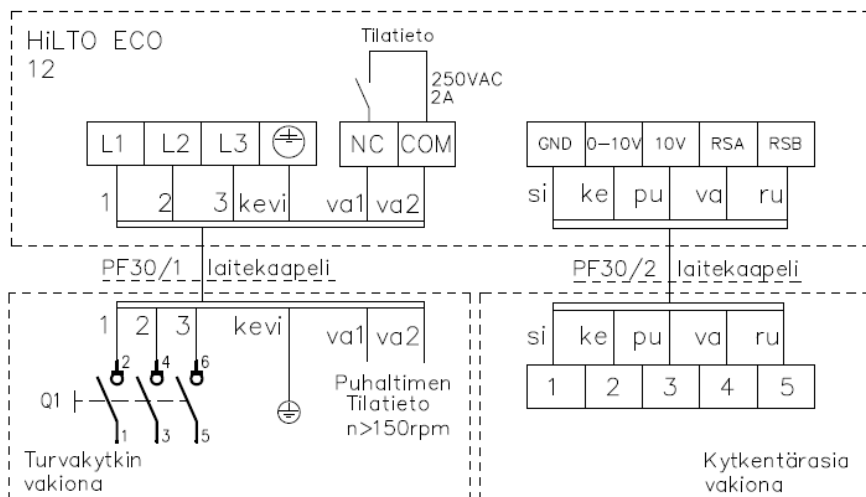 HiLTO ECO
12
Tilatieto
250VAC
2A
L1 L2 L3 NC COM
GND 0-10V 10V RSA RSB
1 2 3 kevi va1 va2
si ke pu va ru
PF30/1 laitekaapeli
PF30/2 laitekaapeli
1 2 3 kevi va1 va2
si ke pu va ru
2 4 6
1 2 3 4 5
Q1
1 3 5
Puhaltimen
Tilatieto
n>150rpm
Turvakytkin
vakiona
Kytkentärasia
vakiona